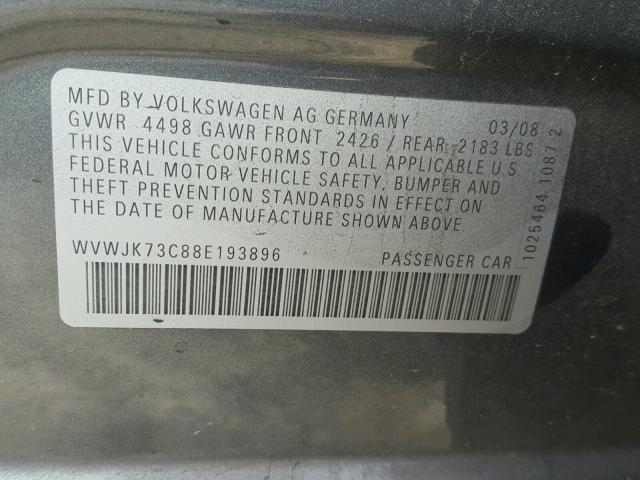 MFD BY VOLKSWAGEN AG GERMANY 03/08
GVWR 4498 GAWR FRONT 2426 / REAR 2183 LBS
THIS VEHICLE CONFORMS TO ALL APPLICABLE U S
FEDERAL MOTOR VEHICLE SAFETY, BUMPER AND
THEFT PREVENTION STANDARDS IN EFFECT ON
THE DATE OF MANUFACTURE SHOWN ABOVE.
WVWJK73C88E193896 PASSENGER CAR
1025464 1087 2